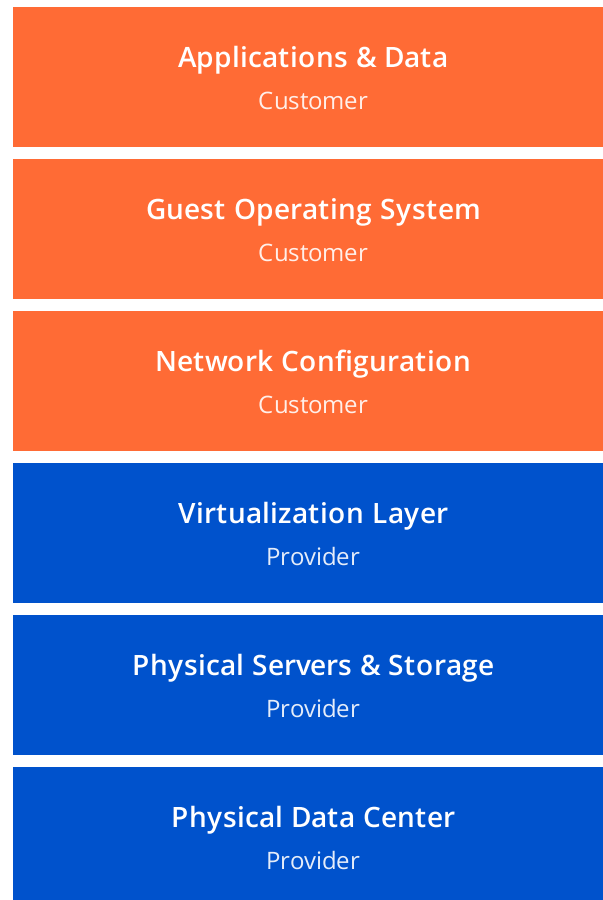 Applications & Data
Customer
Guest Operating System
Customer
Network Configuration
Customer
Virtualization Layer
Provider
Physical Servers & Storage
Provider
Physical Data Center
Provider